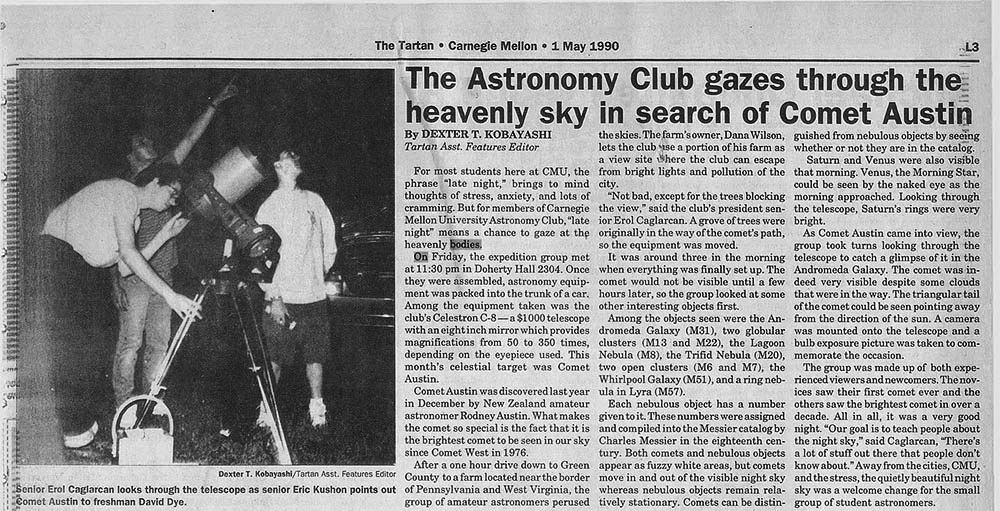 The Tartan • Carnegie Mellon • 1 May 1990
L3
The Astronomy Club gazes through the
heavenly sky in search of Comet Austin
By DEXTER T. KOBAYASHI
Tartan Asst. Features Editor
For most students here at CMU, the
phrase "late night," brings to mind
thoughts of stress, anxiety, and lots of
cramming. But for members of Carnegie
Mellon University Astronomy Club, "late
night" means a chance to gaze at the
heavenly bodies.
On Friday, the expedition group met
at 11:30 pm in Doherty Hall 2304. Once
they were assembled, astronomy equip-
ment was packed into the trunk of a car.
Among the equipment taken was the
club's Celestron C-8 — a $1000 telescope
with an eight inch mirror which provides
magnifications from 50 to 350 times,
depending on the eyepiece used. This
month's celestial target was Comet
Austin.
Comet Austin was discovered last year
in December by New Zealand amateur
astronomer Rodney Austin. What makes
the comet so special is the fact that it is
the brightest comet to be seen in our sky
since Comet West in 1976.
After a one hour drive down to Green
County to a farm located near the border
of Pennsylvania and West Virginia, the
group of amateur astronomers perused
the skies. The farm's owner, Dana Wilson,
lets the club use a portion of his farm as
a view site where the club can escape
from bright lights and pollution of the
city.
"Not bad, except for the trees blocking
the view," said the club's president sen-
ior Erol Caglarcan. A grove of trees were
originally in the way of the comet's path,
so the equipment was moved.
It was around three in the morning
when everything was finally set up. The
comet would not be visible until a few
hours later, so the group looked at some
other interesting objects first.
Among the objects seen were the An-
dromeda Galaxy (M31), two globular
clusters (M13 and M22), the Lagoon
Nebula (M8), the Trifid Nebula (M20),
two open clusters (M6 and M7), the
Whirlpool Galaxy (M51), and a ring neb-
ula in Lyra (M57).
Each nebulous object has a number
given to it. These numbers were assigned
and compiled into the Messier catalog by
Charles Messier in the eighteenth cen-
tury. Both comets and nebulous objects
appear as fuzzy white areas, but comets
move in and out of the visible night sky
whereas nebulous objects remain rela-
tively stationary. Comets can be distin-
guished from nebulous objects by seeing
whether or not they are in the catalog.
Saturn and Venus were also visible
that morning. Venus, the Morning Star,
could be seen by the naked eye as the
morning approached. Looking through
the telescope, Saturn's rings were very
bright.
As Comet Austin came into view, the
group took turns looking through the
telescope to catch a glimpse of it in the
Andromeda Galaxy. The comet was in-
deed very visible despite some clouds
that were in the way. The triangular tail
of the comet could be seen pointing away
from the direction of the sun. A camera
was mounted onto the telescope and a
bulb exposure picture was taken to com-
memorate the occasion.
The group was made up of both expe-
rienced viewers and newcomers. The nov-
ices saw their first comet ever and the
others saw the brightest comet in over a
decade. All in all, it was a very good
night. "Our goal is to teach people about
the night sky," said Caglarcan, "There's
a lot of stuff out there that people don't
know about." Away from the cities, CMU,
and the stress, the quietly beautiful night
sky was a welcome change for the small
group of student astronomers.
Dexter T. Kobayashi/Tartan Asst. Features Editor
Senior Erol Caglarcan looks through the telescope as senior Eric Kushon points out
Comet Austin to freshman David Dye.